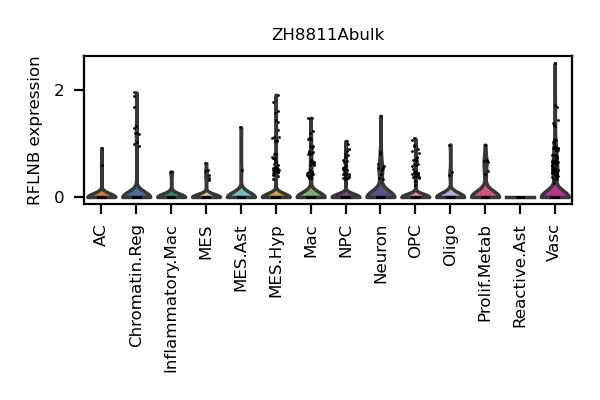 ZH8811Abulk
RFLNB expression
2
0
AC
Chromatin.Reg
Inflammatory.Mac
MES
MES.Ast
MES.Hyp
Mac
NPC
Neuron
OPC
Oligo
Prolif.Metab
Reactive.Ast
Vasc